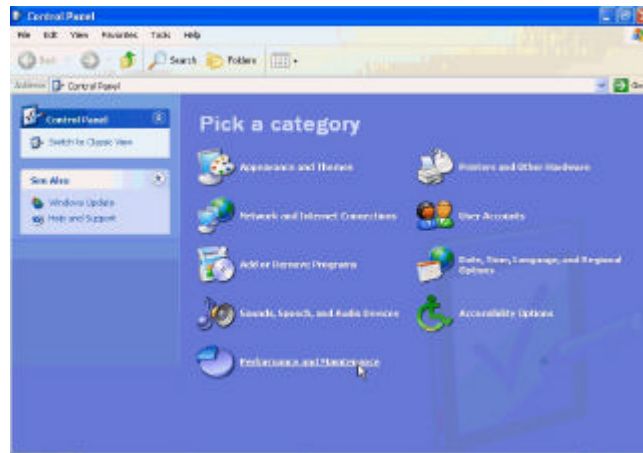 Control Panel
File Edit View Favorites Tools Help
Back Search Folders
Address Control Panel Go
Control Panel
Switch to Classic View
See Also
Windows Update
Help and Support
Pick a category
Appearance and Themes
Printers and Other Hardware
Network and Internet Connections
User Accounts
Add or Remove Programs
Date, Time, Language, and Regional
Options
Sounds, Speech, and Audio Devices
Accessibility Options
Performance and Maintenance